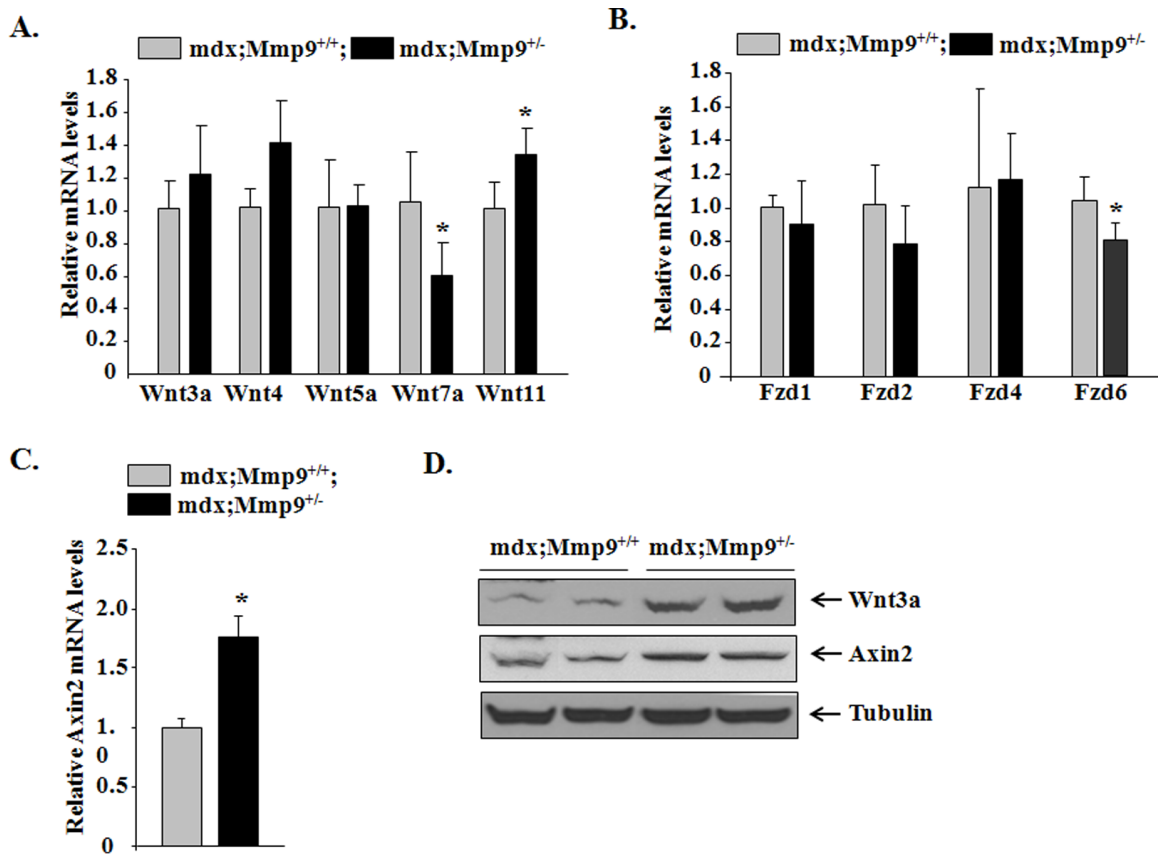 A.
mdx;Mmp9+/+; mdx;Mmp9+/-
Relative mRNA levels
1.8
1.6
1.4
1.2
1.0
0.8
0.6
0.4
0.2
0
* *
Wnt3a Wnt4 Wnt5a Wnt7a Wnt11
B.
mdx;Mmp9+/+; mdx;Mmp9+/-
Relative mRNA levels
1.8
1.6
1.4
1.2
1.0
0.8
0.6
0.4
0.2
0
*
Fzd1 Fzd2 Fzd4 Fzd6
C.
mdx;Mmp9+/+;
mdx;Mmp9+/-
Relative Axin2 mRNA levels
2.5
2.0
1.5
1.
0
0.5
0
*
D.
mdx;Mmp9+/+ mdx;Mmp9+/-
Wnt3a
Axin2
Tubulin